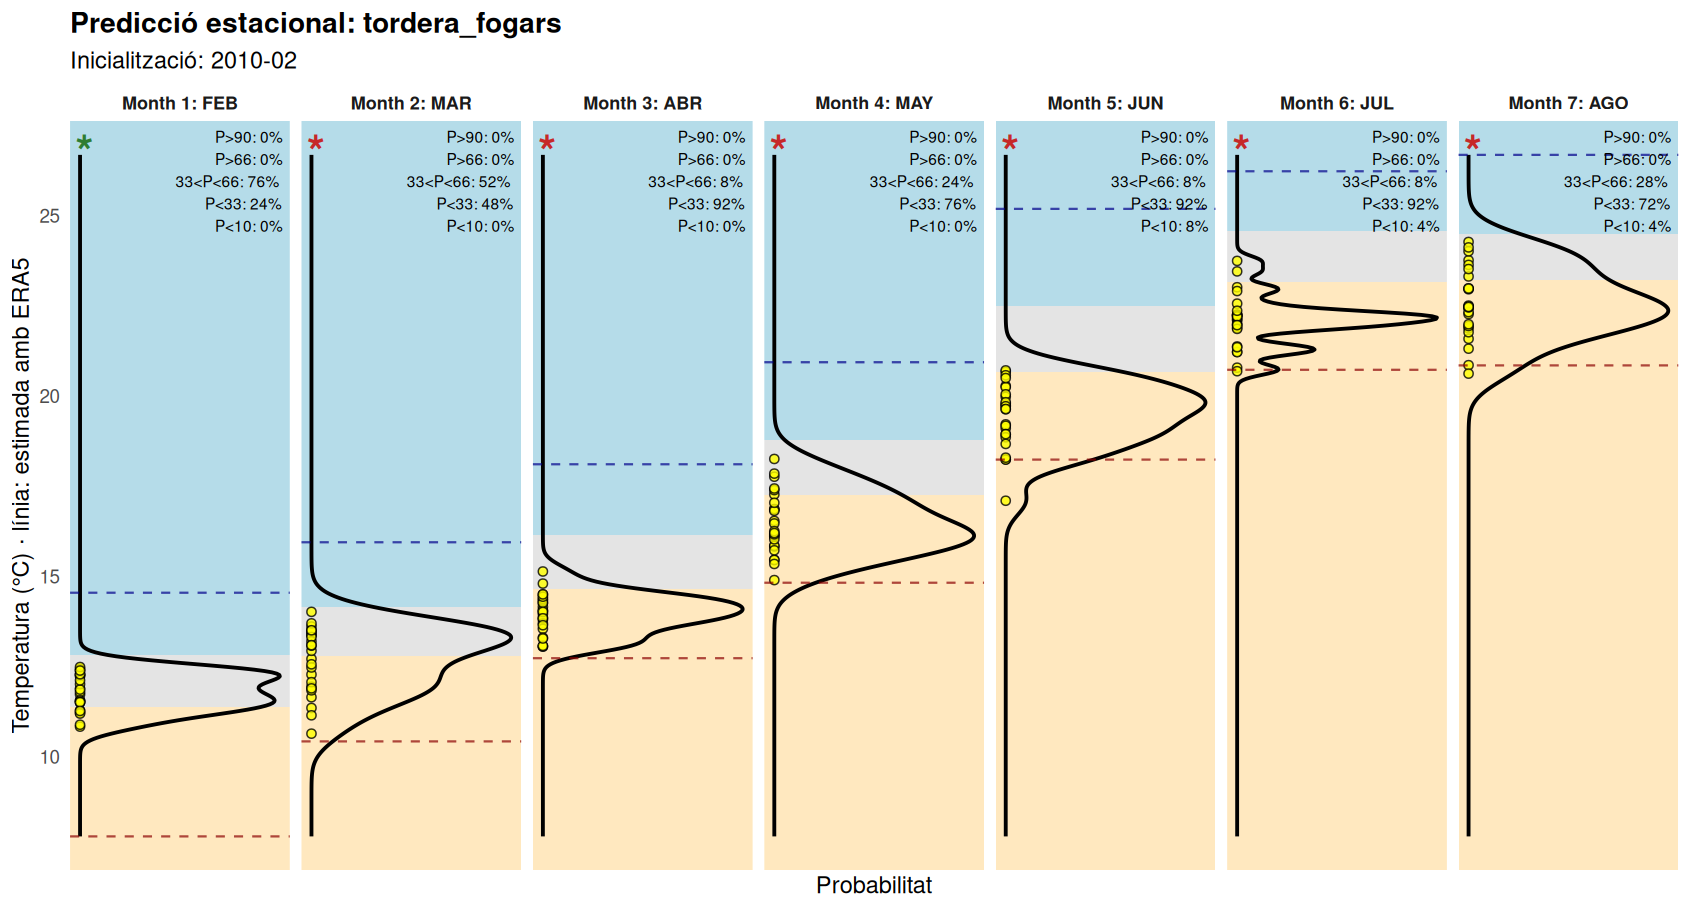 Predicció estacional: tordera_fogars
Inicialització: 2010-02
Month 1: FEB
Month 2: MAR
Month 3: ABR
Month 4: MAY
Month 5: JUN
Month 6: JUL
Month 7: AGO
*
P>90: 0%
P>66: 0%
33<P<66: 76%
P<33: 24%
P<10: 0%
*
P>90: 0%
P>66: 0%
33<P<66: 52%
P<33: 48%
P<10: 0%
*
P>90: 0%
P>66: 0%
33<P<66: 8%
P<33: 92%
P<10: 0%
*
P>90: 0%
P>66: 0%
33<P<66: 24%
P<33: 76%
P<10: 0%
*
P>90: 0%
P>66: 0%
33<P<66: 8%
P<33: 92%
P<10: 8%
*
P>90: 0%
P>66: 0%
33<P<66: 8%
P<33: 92%
P<10: 4%
*
P>90: 0%
P>66: 0%
33<P<66: 28%
P<33: 72%
P<10: 4%
25
20
15
10
Temperatura (°C) · línia: estimada amb ERA5
Probabilitat